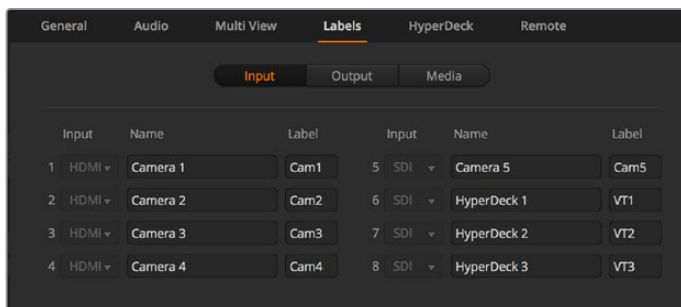 General Audio Multi View Labels HyperDeck Remote
Input Output Media
Input Name Label Input Name Label
1 HDMI Camera 1 Cam1 5 SDI Camera 5 Cam5
2 HDMI Camera 2 Cam2 6 SDI HyperDeck 1 VT1
3 HDMI Camera 3 Cam3 7 SDI HyperDeck 2 VT2
4 HDMI Camera 4 Cam4 8 SDI HyperDeck 3 VT3